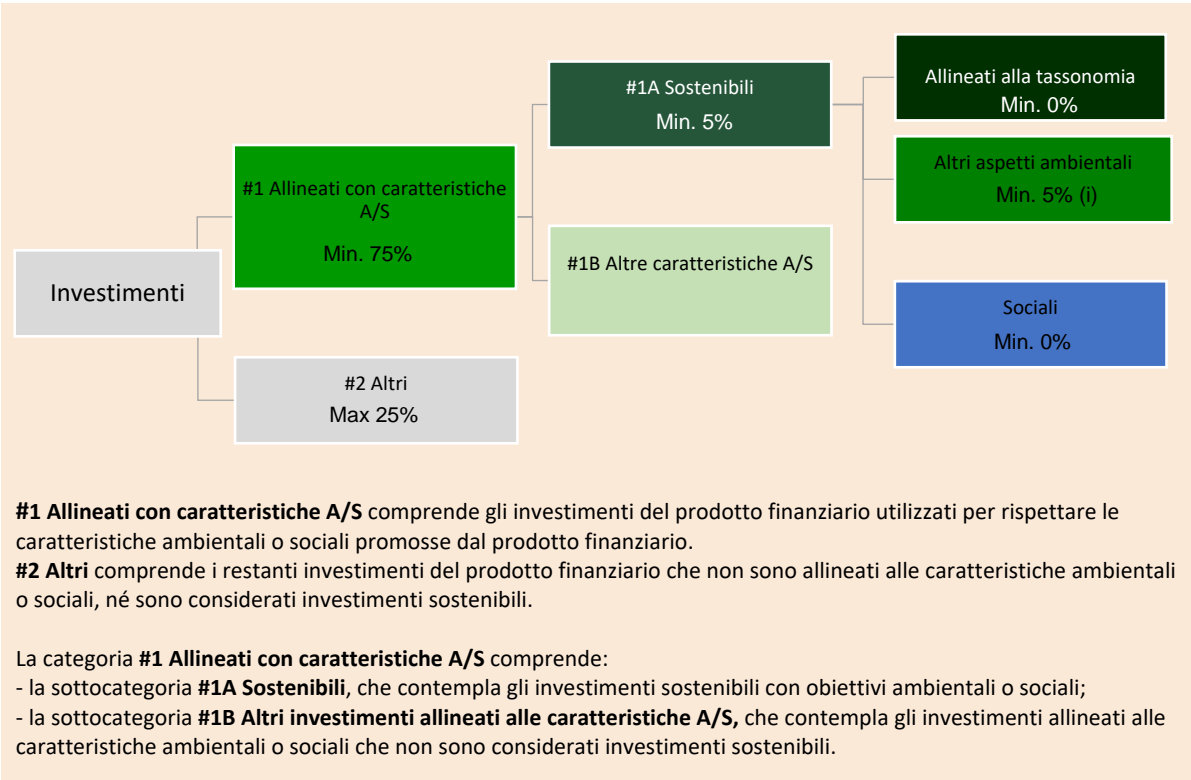 #1A Sostenibili
Min. 5%
Allineati alla tassonomia
Min. 0%
Altri aspetti ambientali
Min. 5% (i)
#1 Allineati con caratteristiche
A/S
Min. 75%
#1B Altre caratteristiche A/S
Investimenti
Sociali
Min. 0%
#2 Altri
Max 25%
#1 Allineati con caratteristiche A/S comprende gli investimenti del prodotto finanziario utilizzati per rispettare le
caratteristiche ambientali o sociali promosse dal prodotto finanziario.
#2 Altri comprende i restanti investimenti del prodotto finanziario che non sono allineati alle caratteristiche ambientali
o sociali, né sono considerati investimenti sostenibili.
La categoria #1 Allineati con caratteristiche A/S comprende:
- la sottocategoria #1A Sostenibili, che contempla gli investimenti sostenibili con obiettivi ambientali o sociali;
- la sottocategoria #1B Altri investimenti allineati alle caratteristiche A/S, che contempla gli investimenti allineati alle
caratteristiche ambientali o sociali che non sono considerati investimenti sostenibili.